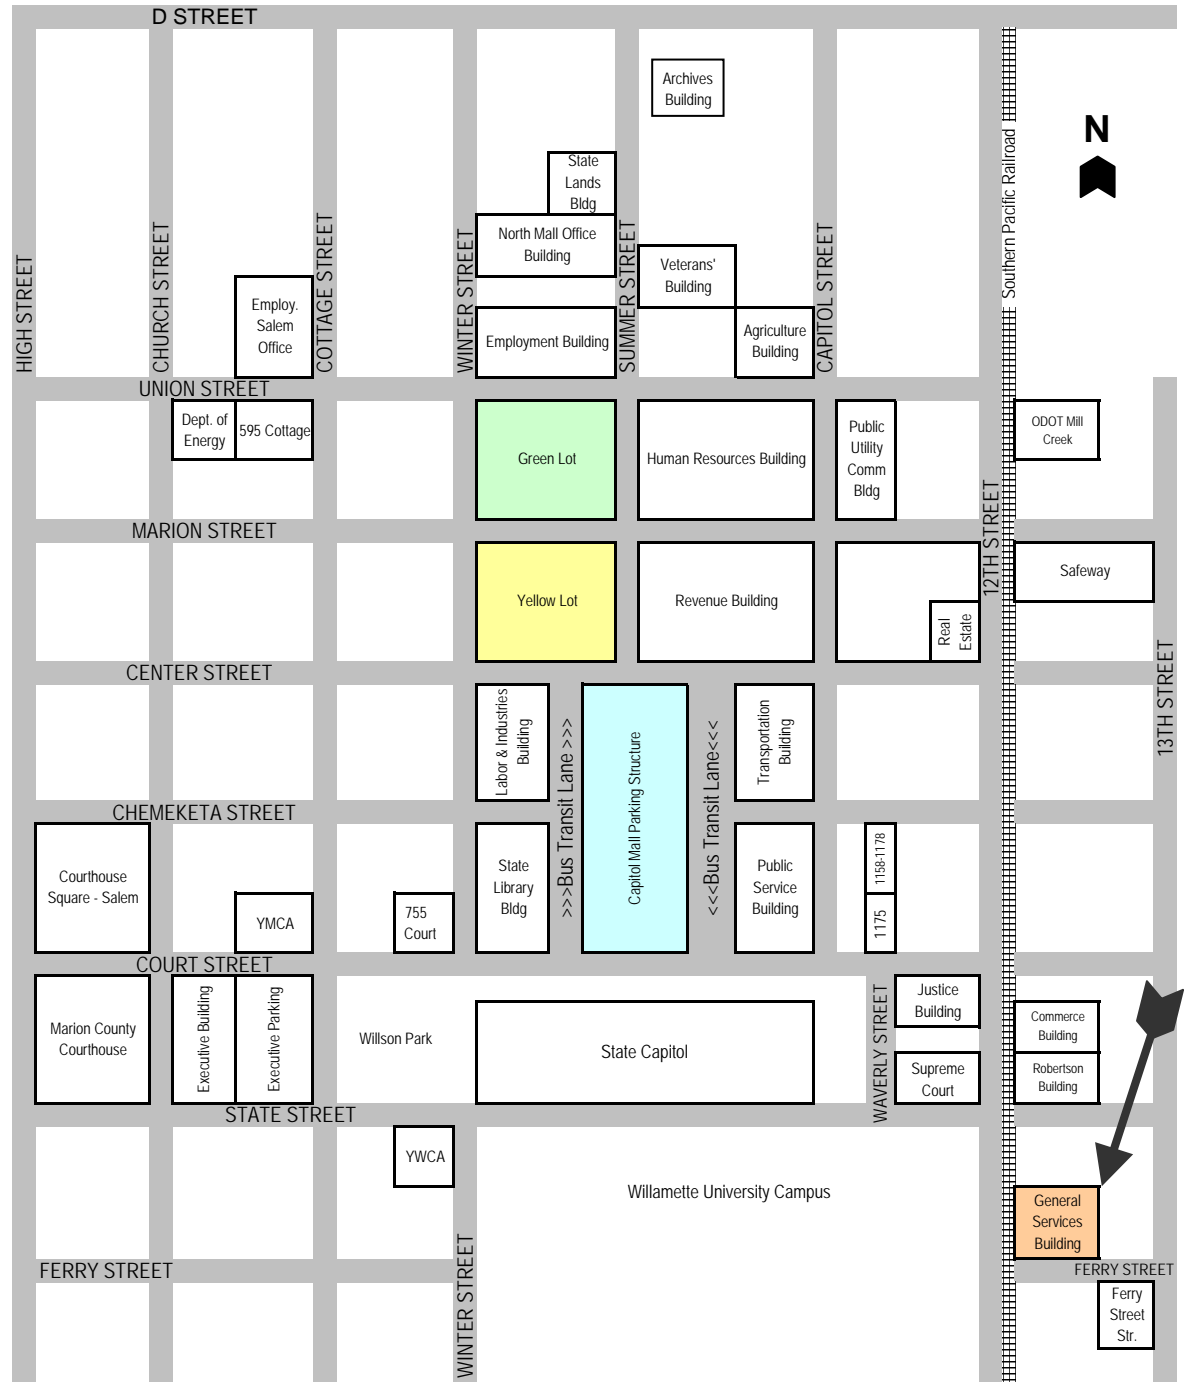 D STREET
Archives
Building
N
State
Lands
Bldg
North Mall Office
Building
Veterans'
Building
Southern Pacific Railroad
HIGH STREET
CHURCH STREET
COTTAGE STREET
WINTER STREET
SUMMER STREET
CAPITOL STREET
Employ.
Salem
Office
Employment Building
Agriculture
Building
UNION STREET
Dept. of
Energy
595 Cottage
Green Lot
Human Resources Building
Public
Utility
Comm
Bldg
ODOT Mill
Creek
MARION STREET
12TH STREET
Yellow Lot
Revenue Building
Real
Estate
Safeway
CENTER STREET
13TH STREET
Labor & Industries
Building
>>>Bus Transit Lane >>>
Capitol Mall Parking Structure
<<<Bus Transit Lane<<<
Transportation
Building
CHEMEKETA STREET
Courthouse
Square - Salem
YMCA
755
Court
State
Library
Bldg
Public
Service
Building
1158-1178
1175
COURT STREET
Marion County
Courthouse
Executive Building
Executive Parking
Willson Park
State Capitol
WAVERLY STREET
Justice
Building
Supreme
Court
Commerce
Building
Robertson
Building
STATE STREET
YWCA
Willamette University Campus
General
Services
Building
FERRY STREET
WINTER STREET
FERRY STREET
Ferry
Street
Str.